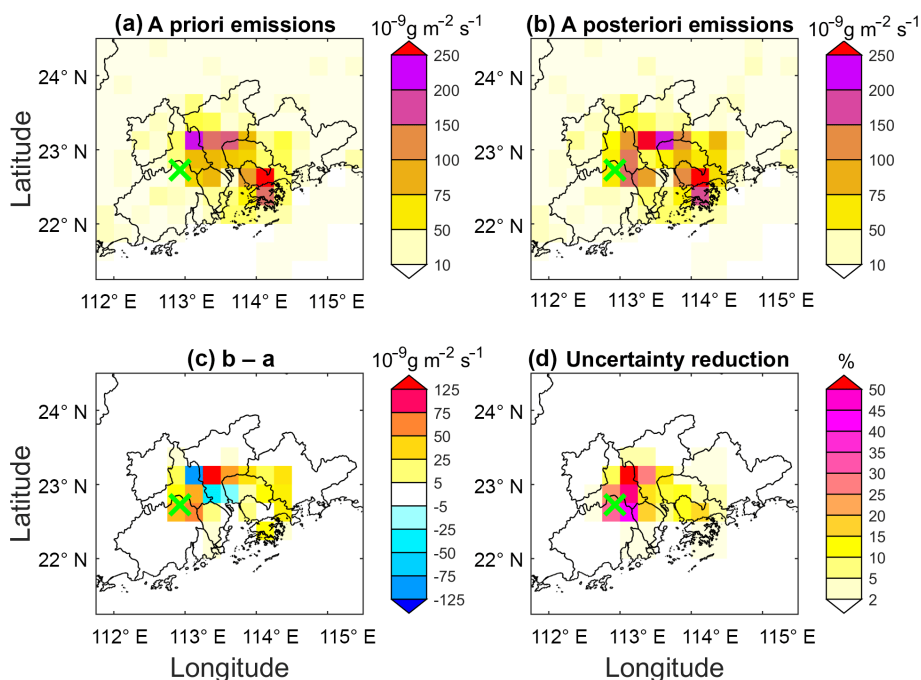 (a) A priori emissions
10⁻⁹g m⁻² s⁻¹
(b) A posteriori emissions
10⁻⁹g m⁻² s⁻¹
Latitude
24° N
23° N
22° N
112° E
113° E
114° E
115° E
250
200
150
100
75
50
10
Latitude
24° N
23° N
22° N
112° E
113° E
114° E
115° E
250
200
150
100
75
50
10
(c) b – a
10⁻⁹g m⁻² s⁻¹
(d) Uncertainty reduction
%
Latitude
24° N
23° N
22° N
112° E
113° E
114° E
115° E
Longitude
125
75
50
25
5
-5
-25
-50
-75
-125
Latitude
24° N
23° N
22° N
112° E
113° E
114° E
115° E
Longitude
50
45
40
35
30
25
20
15
10
5
2